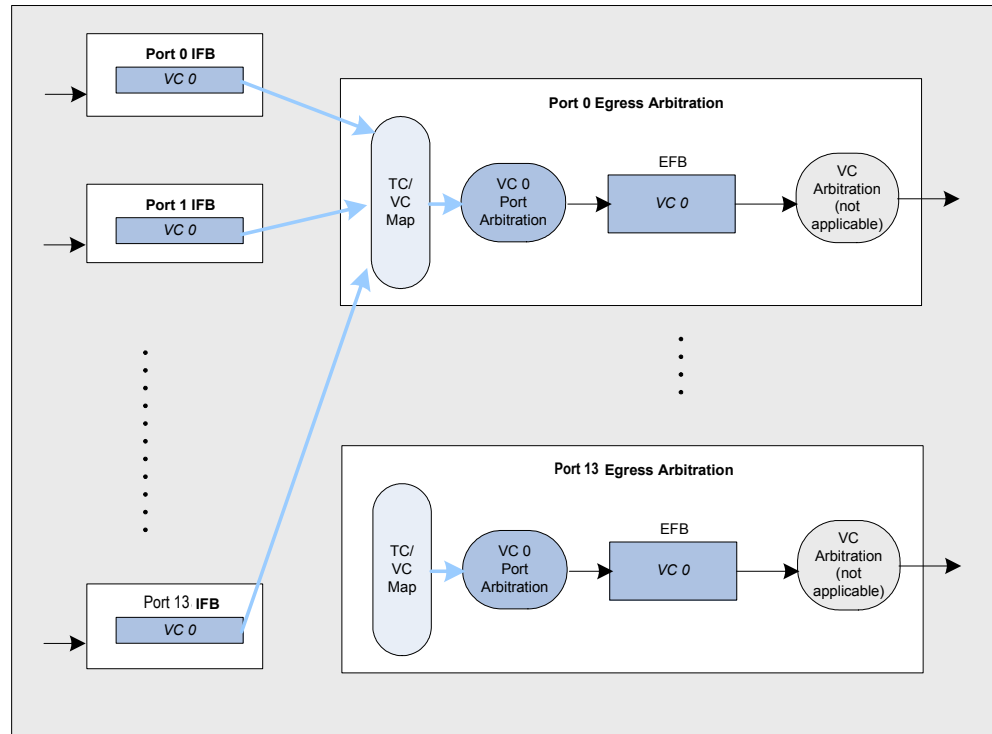 Port 0 IFB
VC 0
Port 1 IFB
VC 0
Port 13 IFB
VC 0
Port 0 Egress Arbitration
TC/
VC
Map
VC 0
Port
Arbitration
EFB
VC 0
VC
Arbitration
(not
applicable)
Port 13 Egress Arbitration
TC/
VC
Map
VC 0
Port
Arbitration
EFB
VC 0
VC
Arbitration
(not
applicable)